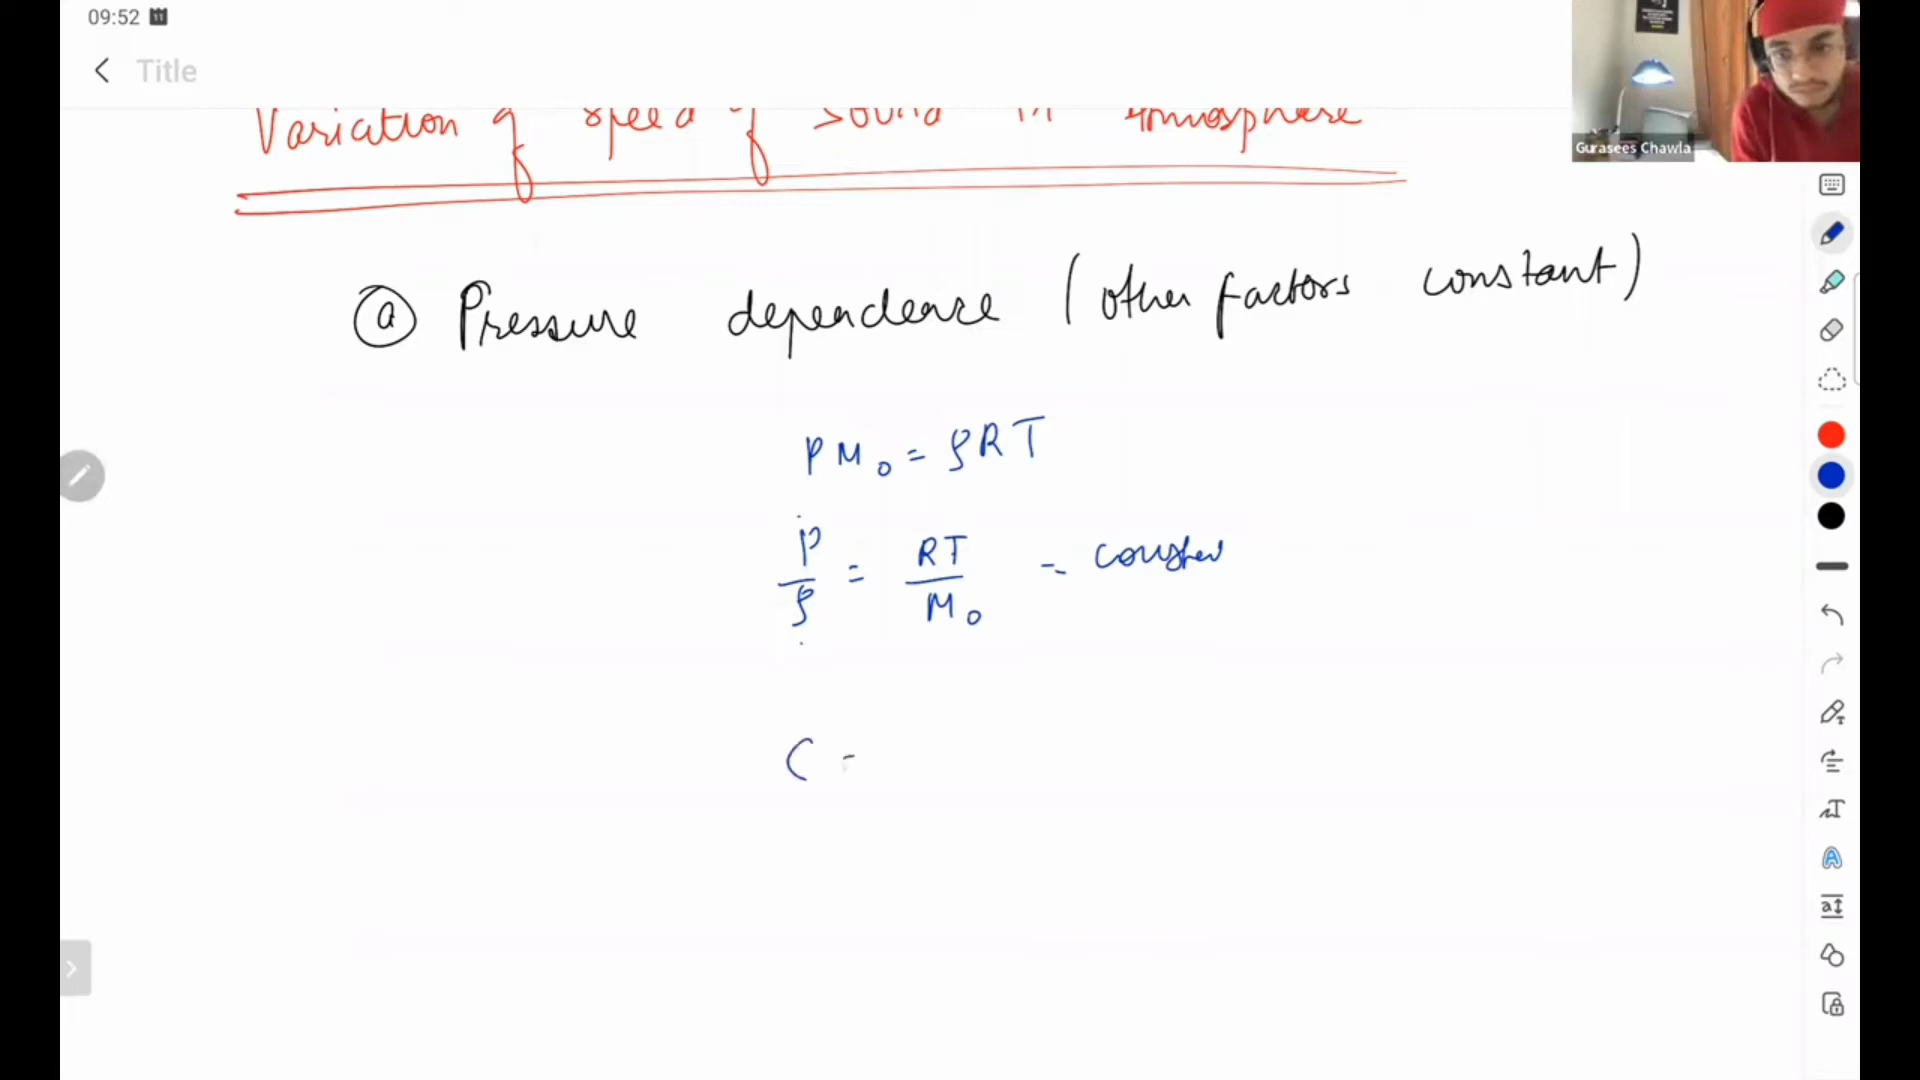 09:52
Title
Variation of speed of sound in atmosphere
Gurasees Chawla
(a) Pressure dependence (other factors constant)
PM₀ = ρRT
P/ρ = RT/M₀ = 
C =